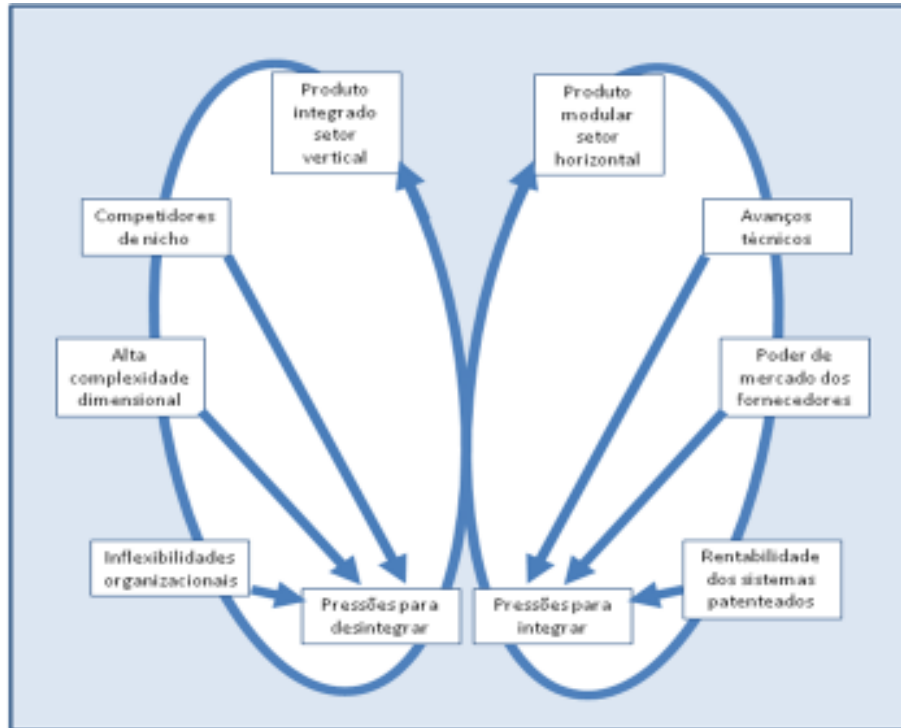 Produto
integrado
setor
vertical
Produto
modular
setor
horizontal
Competidores
de nicho
Avanços
técnicos
Alta
complexidade
dimensional
Poder de
mercado dos
fornecedores
Inflexibilidades
organizacionais
Rentabilidade
dos sistemas
patenteados
Pressões para
desintegrar
Pressões para
integrar